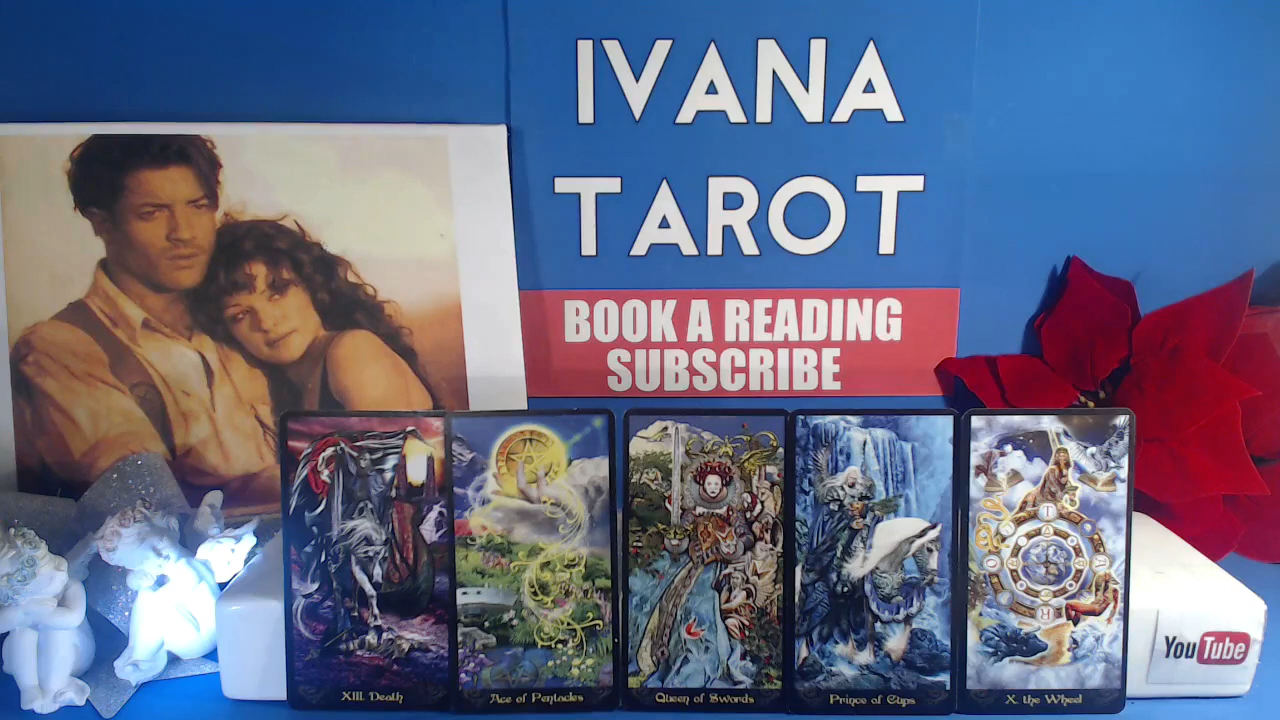 IVANA
TAROT
BOOK A READING
SUBSCRIBE
XIII. Death
Ace of Pentacles
Queen of Swords
Prince of Cups
X. the Wheel
YouTube